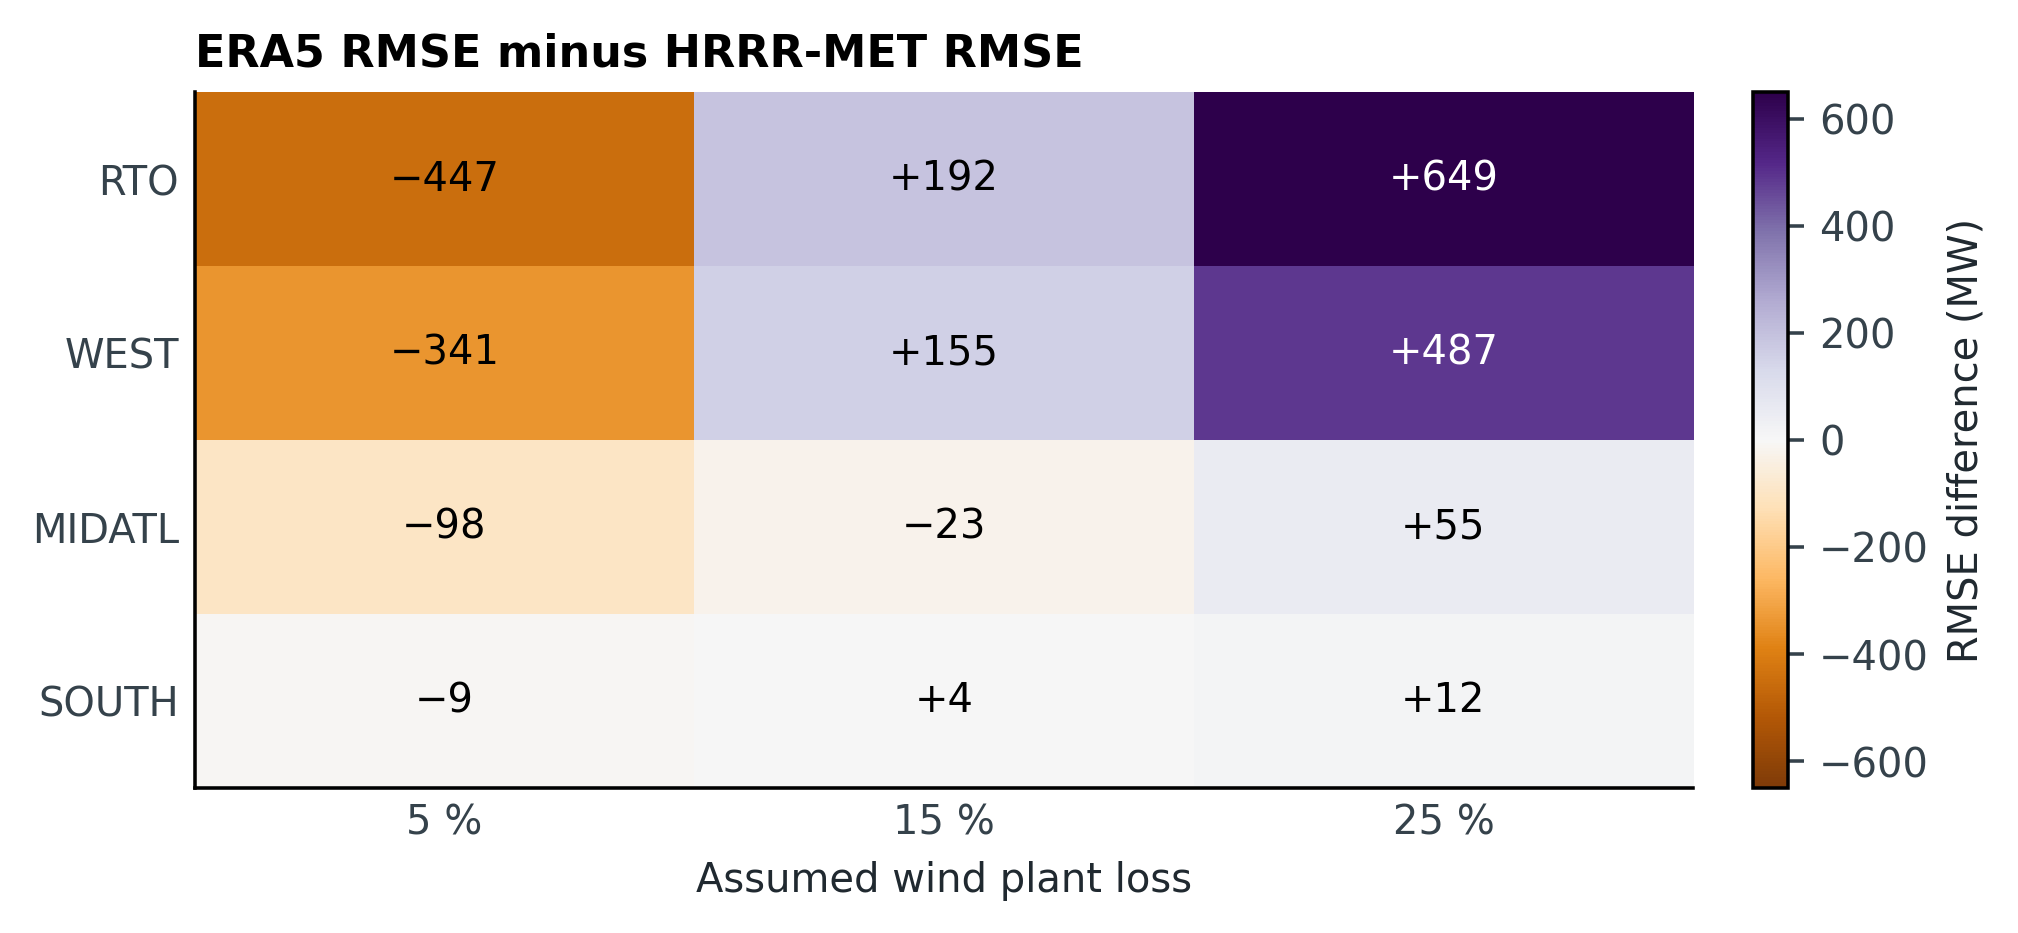 ERA5 RMSE minus HRRR-MET RMSE
RTO −447 +192 +649
WEST −341 +155 +487
MIDATL −98 −23 +55
SOUTH −9 +4 +12
5 % 15 % 25 %
Assumed wind plant loss
600
400
200
0
−200
−400
−600
RMSE difference (MW)